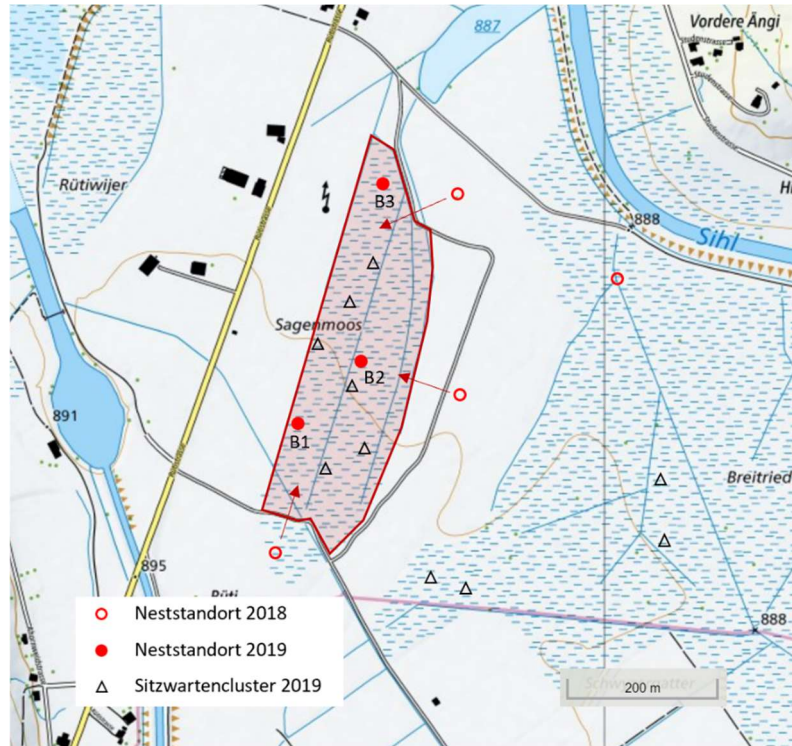 887
Vordere Ängi
Rütiwijer
B3
888
Sihl
Sagenmoos
B2
891
B1
Breitried
895
Rüti
888
Neststandort 2018
Neststandort 2019
Sitzwartencluster 2019
200 m